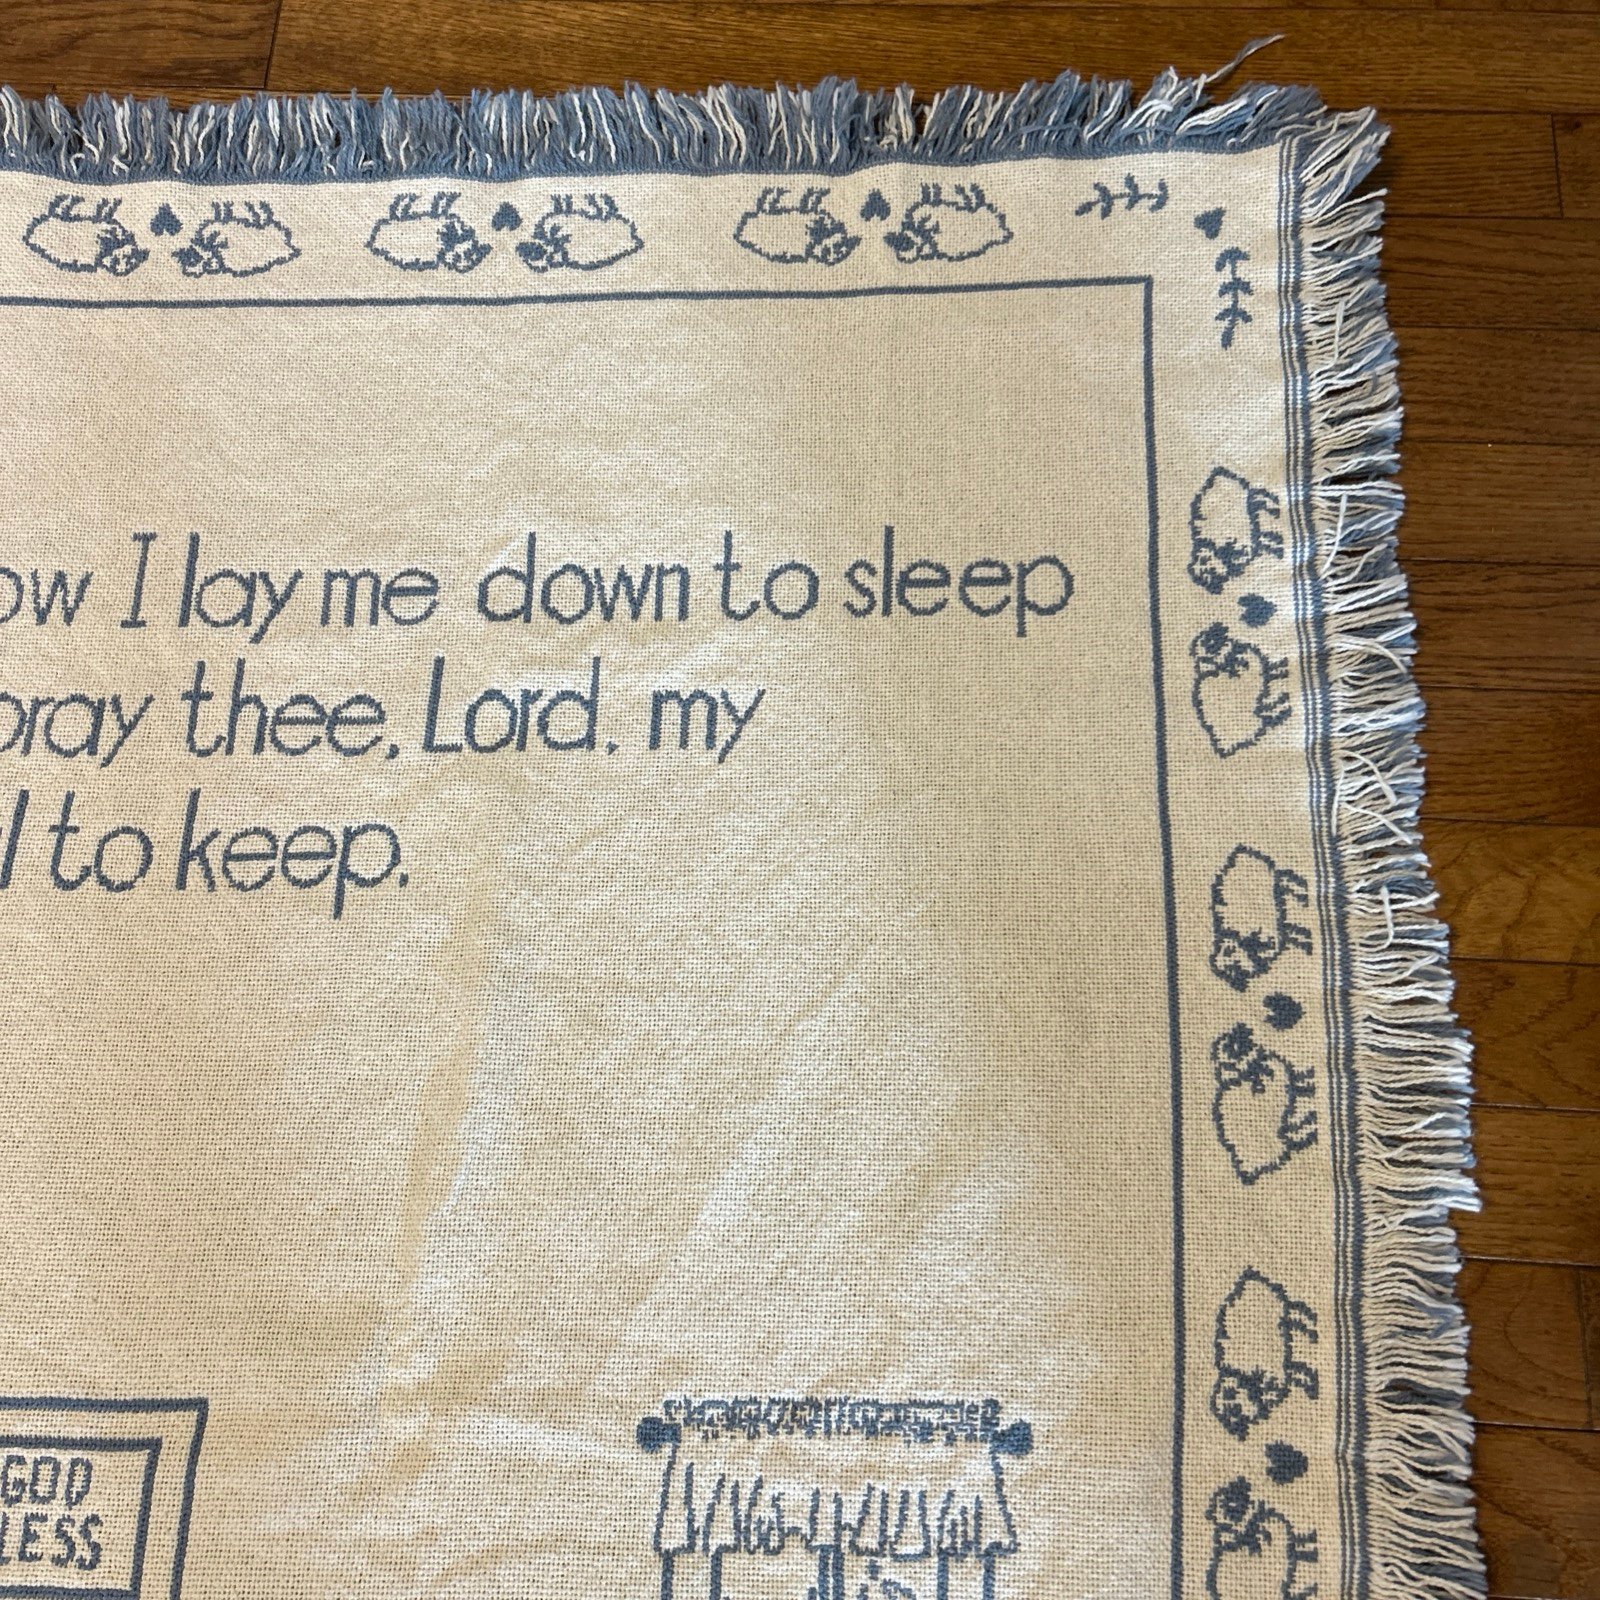 ow I lay me down to sleep
pray thee, Lord, my
l to keep.
GOD
LESS